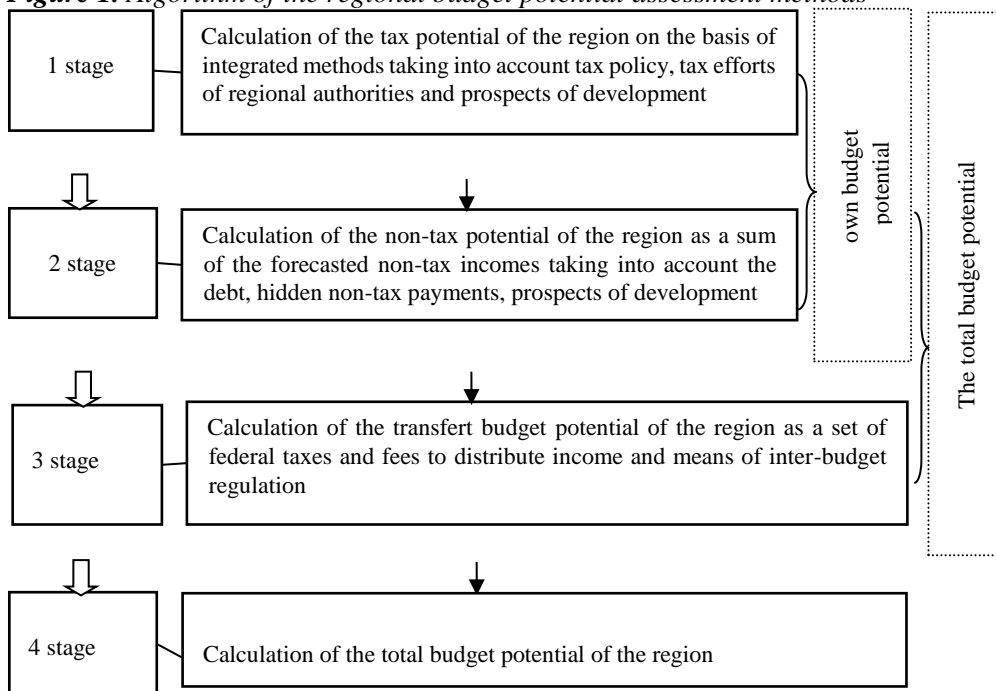 Figure 1. Algorithm of the regional budget potential assessment methods
1 stage
Calculation of the tax potential of the region on the basis of
integrated methods taking into account tax policy, tax efforts
of regional authorities and prospects of development
2 stage
Calculation of the non-tax potential of the region as a sum
of the forecasted non-tax incomes taking into account the
debt, hidden non-tax payments, prospects of development
own budget
potential
The total budget potential
3 stage
Calculation of the transfert budget potential of the region as a set of
federal taxes and fees to distribute income and means of inter-budget
regulation
4 stage
Calculation of the total budget potential of the region